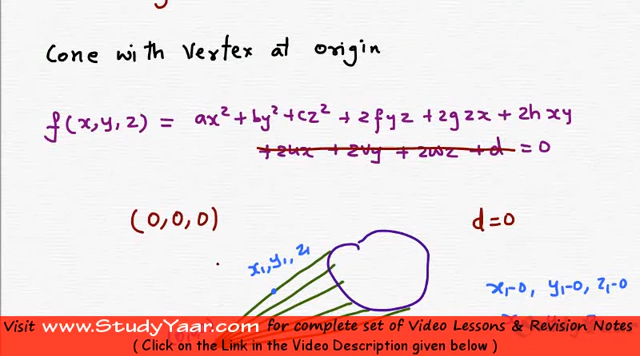 Cone with Vertex at origin
f(x,y,z) = ax² + by² + cz² + 2fyz + 2gzx + 2hxy
+2ux + 2vy + 2wz + d = 0
(0,0,0)
d=0
x₁,y₁,z₁
x₁-0, y₁-0, z₁-0
Visit www.StudyYaar.com for complete set of Video Lessons & Revision Notes
( Click on the Link in the Video Description given below )